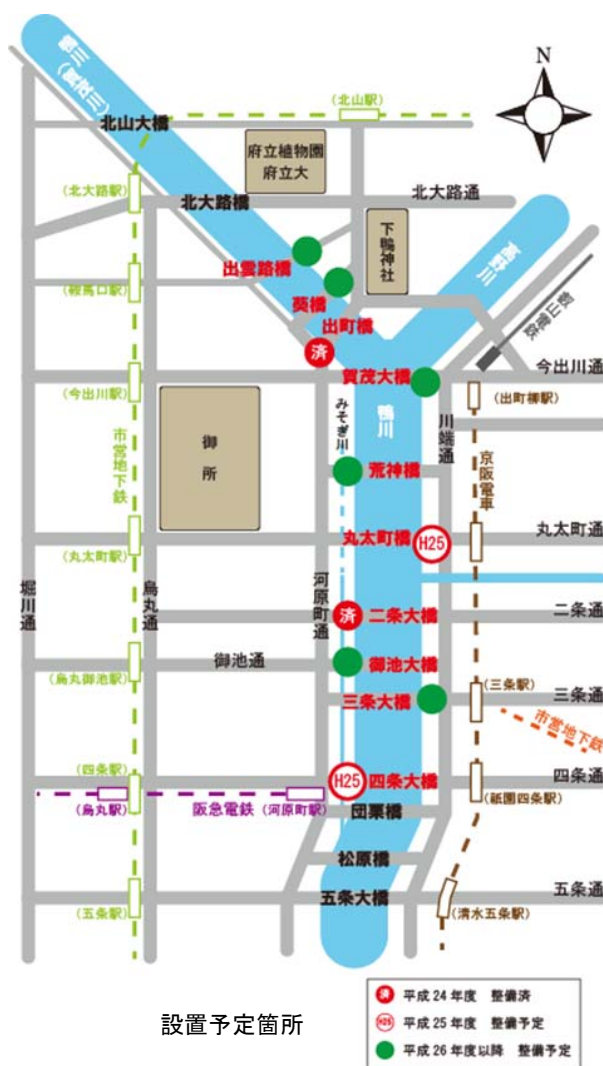 鴨川
(賀茂川)
N
(北山駅)
北山大橋
府立植物園
府立大
(北大路駅)
北大路橋
北大路通
下鴨神社
高野川
出雲路橋
(鞍馬口駅)
葵橋
出町橋
叡山電鉄
済
今出川通
賀茂大橋
(今出川駅)
(出町柳駅)
みそぎ川
鴨川
川端通
御所
市営地下鉄
荒神橋
京阪電車
丸太町橋
H25
丸太町通
(丸太町駅)
堀川通
烏丸通
河原町通
済
二条大橋
二条通
御池通
御池大橋
(烏丸御池駅)
(三条駅)
三条大橋
三条通
市営地下鉄
(四条駅)
H25
四条大橋
四条通
(烏丸駅)
阪急電鉄
(河原町駅)
(祇園四条駅)
団栗橋
松原橋
五条大橋
五条通
(五条駅)
(清水五条駅)
設置予定箇所
済 平成24年度 整備済
H25 平成25年度 整備予定
平成26年度以降 整備予定